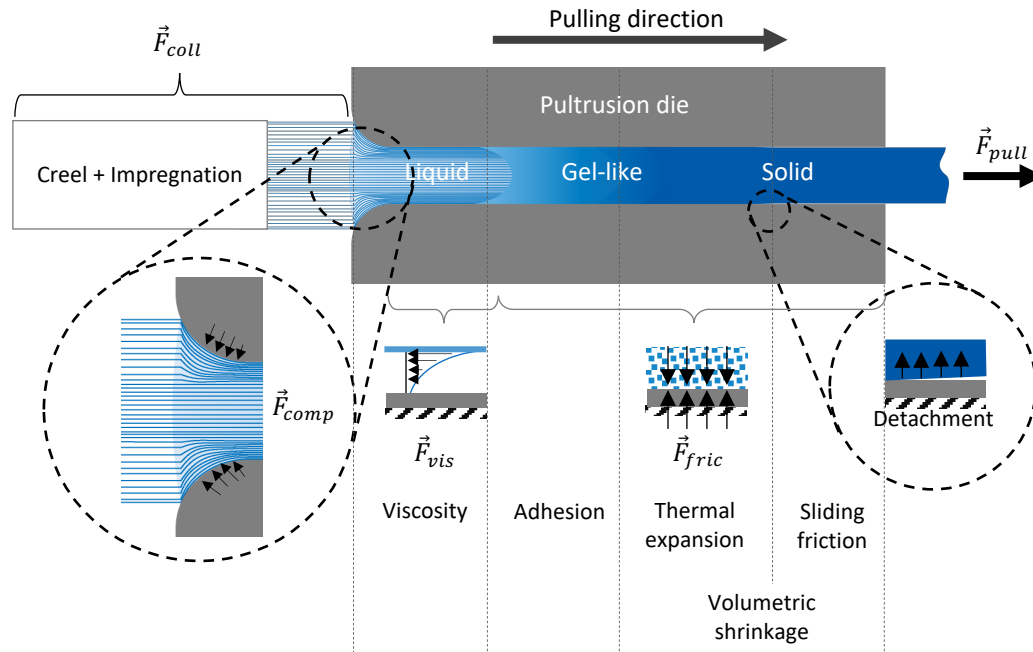 Pulling direction
F⃗coll
Pultrusion die
F⃗pull
Creel + Impregnation
Liquid
Gel-like
Solid
F⃗comp
Detachment
F⃗vis
F⃗fric
Viscosity
Adhesion
Thermal
expansion
Sliding
friction
Volumetric
shrinkage